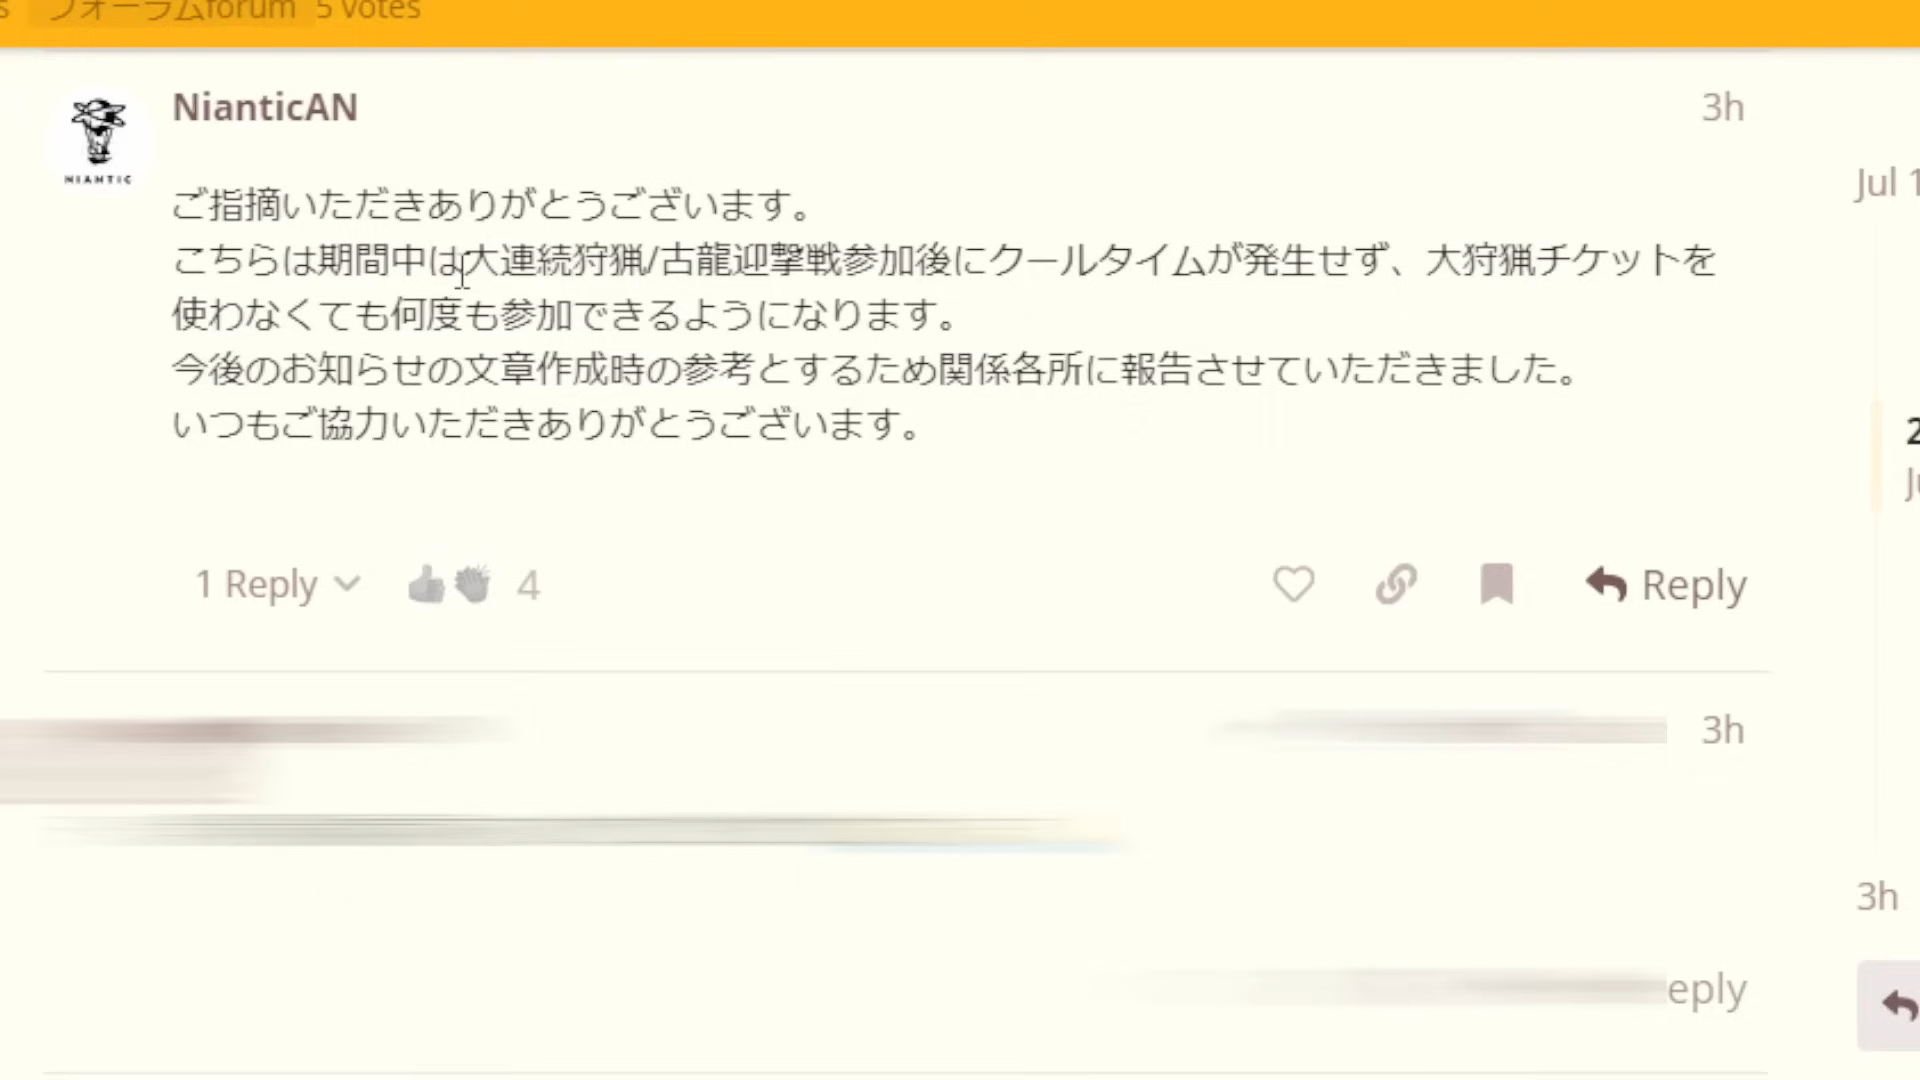 フォーラムforum 5 votes
NianticAN 3h
NIANTIC
ご指摘いただきありがとうございます。
こちらは期間中は大連続狩猟/古龍迎撃戦参加後にクールタイムが発生せず、大狩猟チケットを
使わなくても何度も参加できるようになります。
今後のお知らせの文章作成時の参考とするため関係各所に報告させていただきました。
いつもご協力いただきありがとうございます。
1 Reply 4 Reply
3h
eply
Jul 1
2
3h